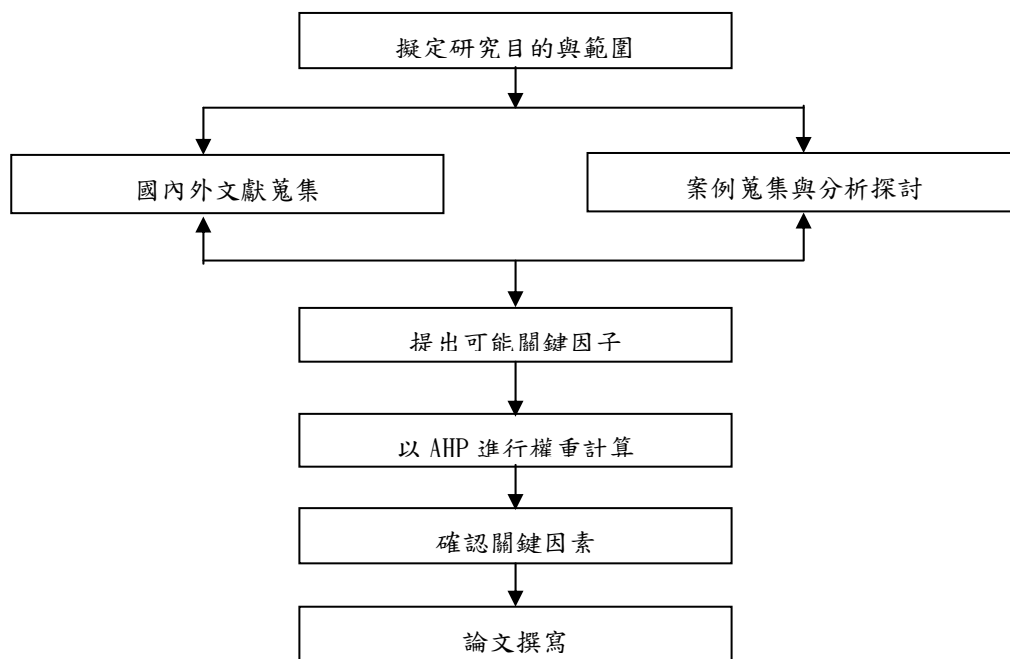 擬定研究目的與範圍
國內外文獻蒐集
案例蒐集與分析探討
提出可能關鍵因子
以 AHP 進行權重計算
確認關鍵因素
論文撰寫